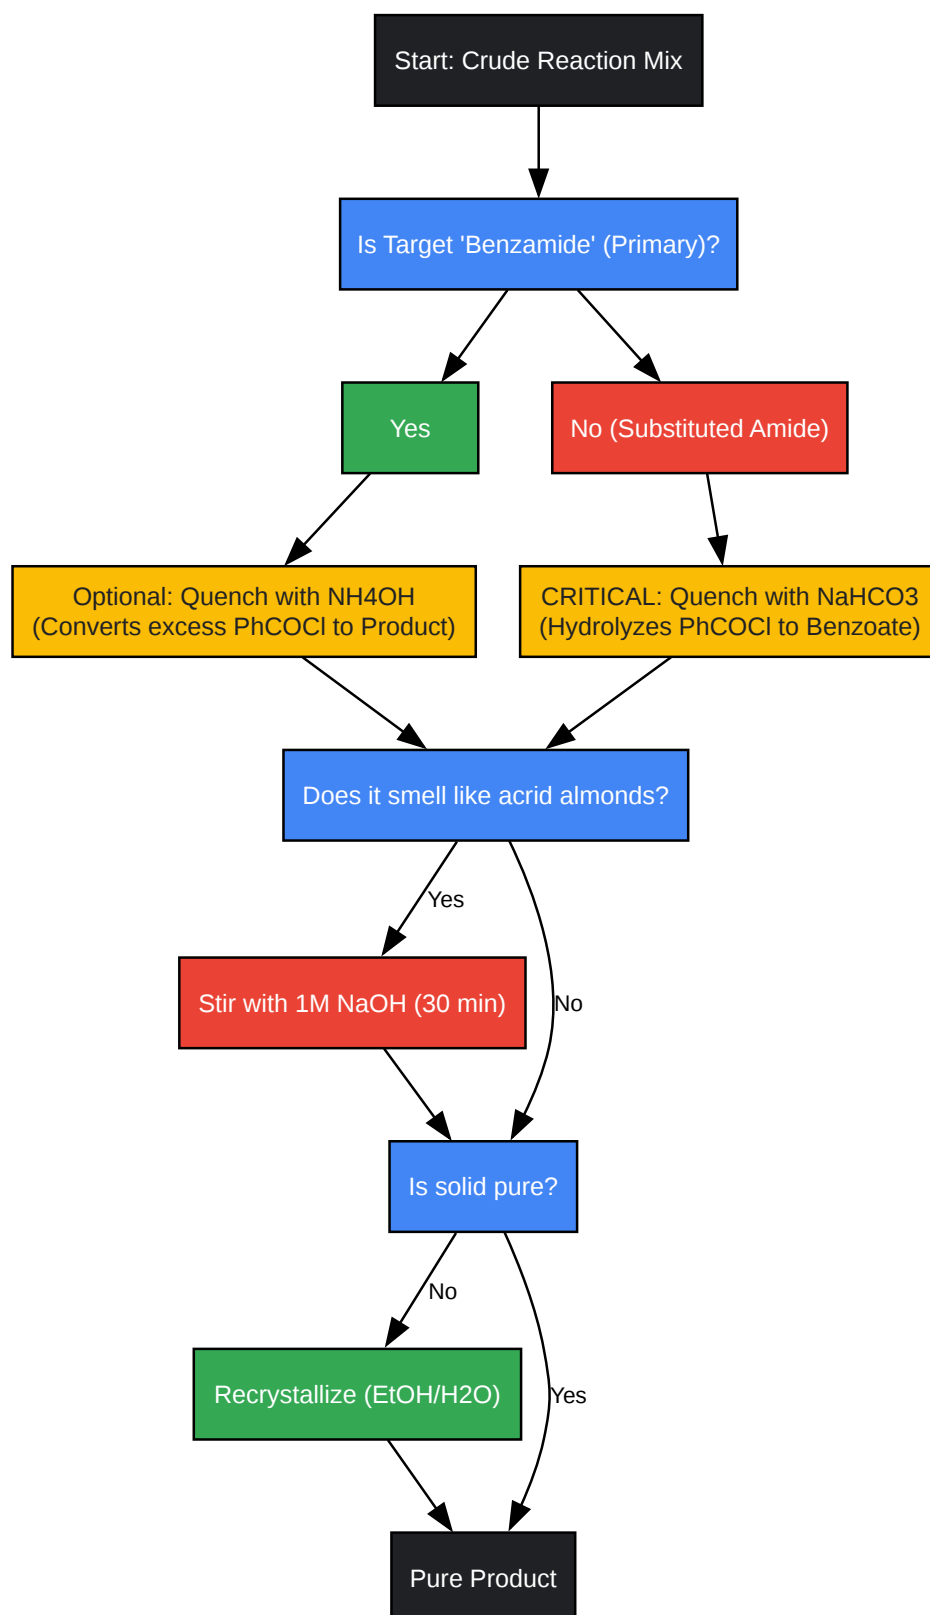 Start: Crude Reaction Mix
Is Target 'Benzamide' (Primary)?
Yes
No (Substituted Amide)
Optional: Quench with NH4OH
(Converts excess PhCOCl to Product)
CRITICAL: Quench with NaHCO3
(Hydrolyzes PhCOCl to Benzoate)
Does it smell like acrid almonds?
Yes
Stir with 1M NaOH (30 min)
No
Is solid pure?
No
Recrystallize (EtOH/H2O)
Yes
Pure Product